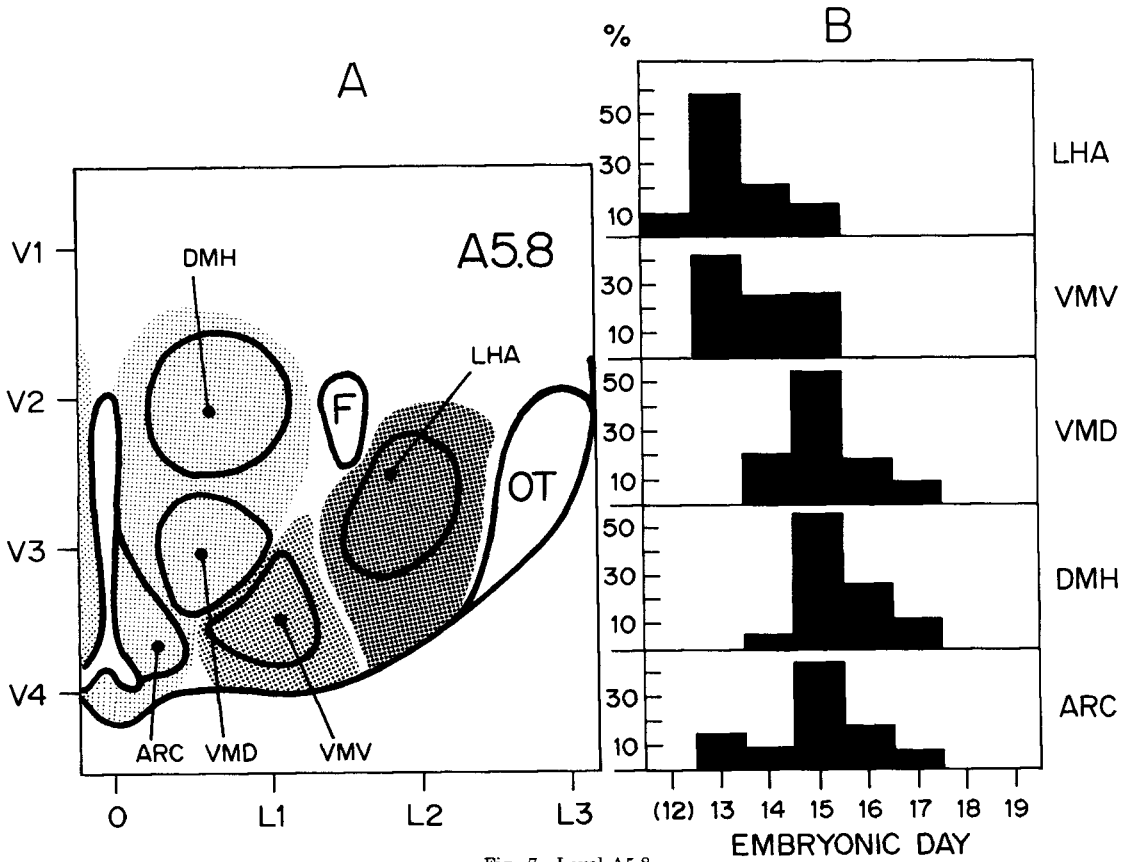 A
B
%
A5.8
V1
V2
V3
V4
DMH
LHA
F
OT
ARC VMD VMV
O L1 L2 L3
50
30
10
LHA
30
10
VMV
50
30
10
VMD
50
30
10
DMH
30
10
ARC
(12) 13 14 15 16 17 18 19
EMBRYONIC DAY